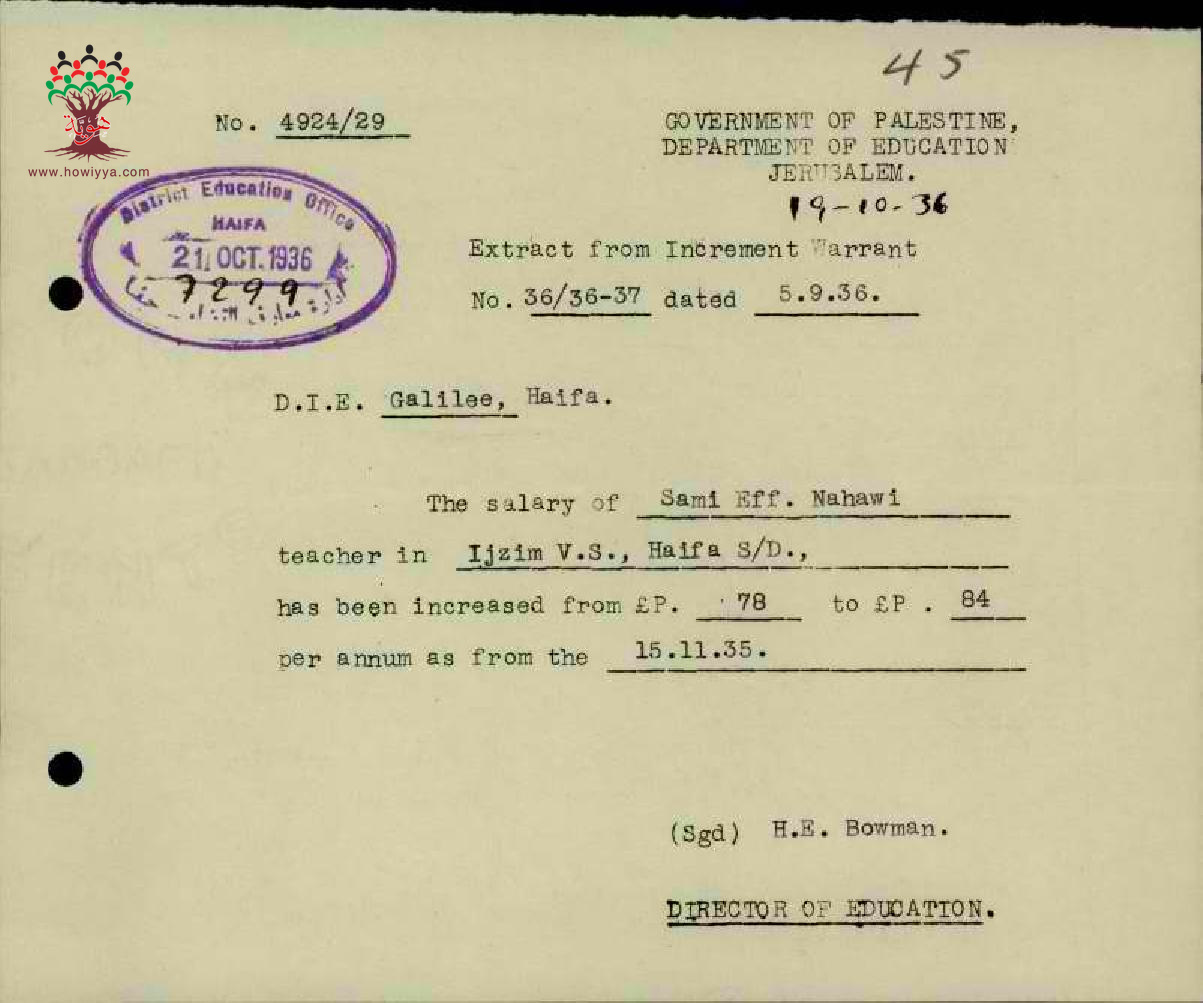 45
No. 4924/29
GOVERNMENT OF PALESTINE,
DEPARTMENT OF EDUCATION
JERUSALEM.
19-10-36
هوية
www.howiyya.com
District Education Office
HAIFA
21 OCT. 1936
7299
إدارة معارف
Extract from Increment Warrant
No. 36/36-37 dated 5.9.36.
D.I.E. Galilee, Haifa.
The salary of Sami Eff. Nahawi
teacher in Ijzim V.S., Haifa S/D.,
has been increased from £P. 78 to £P . 84
per annum as from the 15.11.35.
(Sgd) H.E. Bowman.
DIRECTOR OF EDUCATION.